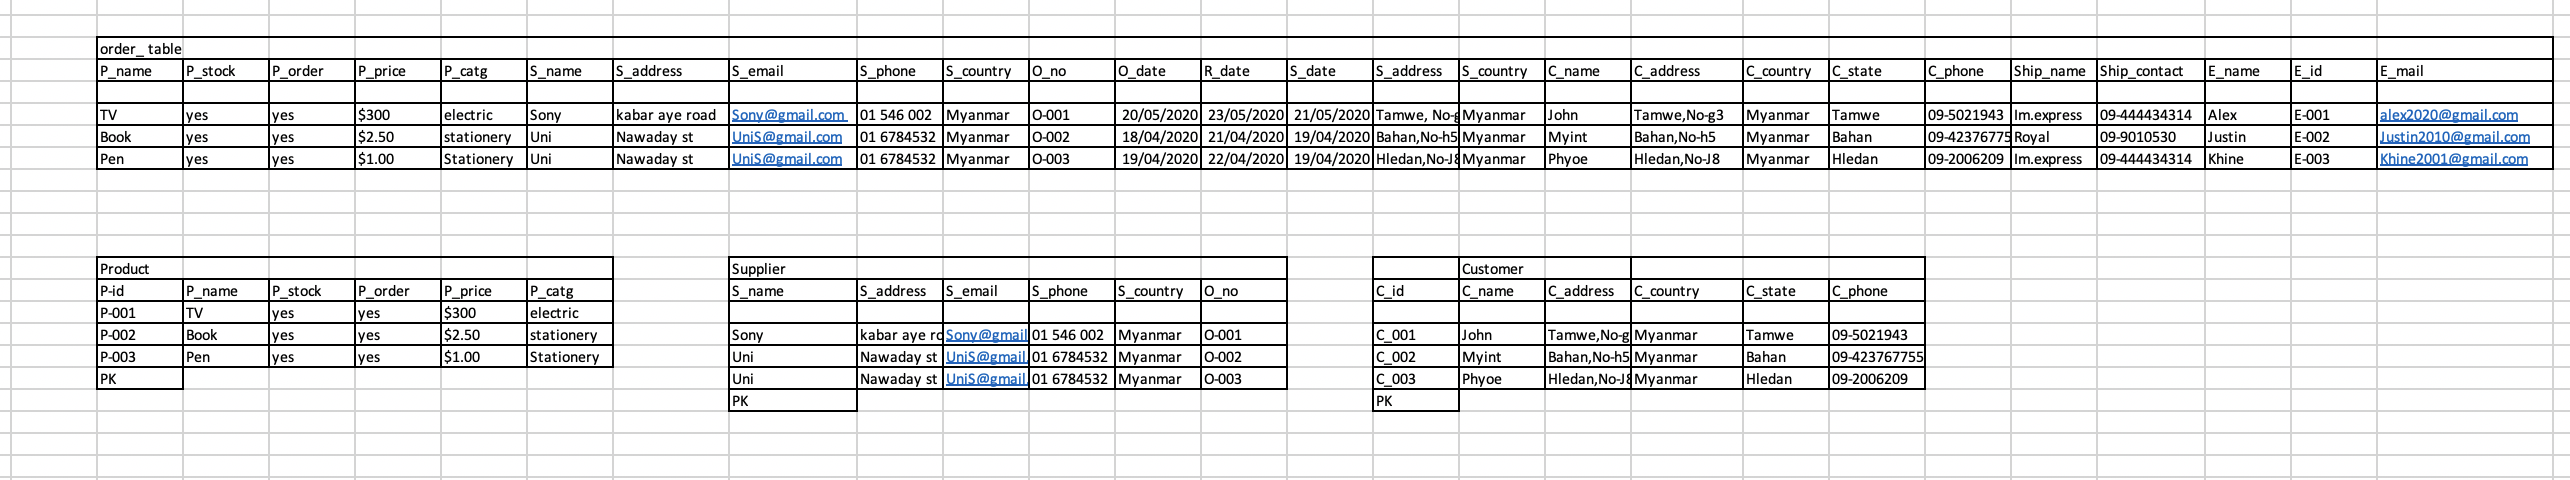 order_ table
P_name P_stock P_order P_price P_catg S_name S_address S_email S_phone S_country O_no O_date R_date S_date S_address S_country C_name C_address C_country C_state C_phone Ship_name Ship_contact E_name E_id E_mail
TV yes yes $300 electric Sony kabar aye road Sony@gmail.com 01 546 002 Myanmar O-001 20/05/2020 23/05/2020 21/05/2020 Tamwe, No-g Myanmar John Tamwe,No-g3 Myanmar Tamwe 09-5021943 Im.express 09-444434314 Alex E-001 alex2020@gmail.com
Book yes yes $2.50 stationery Uni Nawaday st UniS@gmail.com 01 6784532 Myanmar O-002 18/04/2020 21/04/2020 19/04/2020 Bahan,No-h5 Myanmar Myint Bahan,No-h5 Myanmar Bahan 09-42376775 Royal 09-9010530 Justin E-002 Justin2010@gmail.com
Pen yes yes $1.00 Stationery Uni Nawaday st UniS@gmail.com 01 6784532 Myanmar O-003 19/04/2020 22/04/2020 19/04/2020 Hledan,No-J8 Myanmar Phyoe Hledan,No-J8 Myanmar Hledan 09-2006209 Im.express 09-444434314 Khine E-003 Khine2001@gmail.com
Product Supplier Customer
P-id P_name P_stock P_order P_price P_catg S_name S_address S_email S_phone S_country O_no C_id C_name C_address C_country C_state C_phone
P-001 TV yes yes $300 electric
P-002 Book yes yes $2.50 stationery Sony kabar aye ro Sony@gmail 01 546 002 Myanmar O-001 C_001 John Tamwe,No-g Myanmar Tamwe 09-5021943
P-003 Pen yes yes $1.00 Stationery Uni Nawaday st UniS@gmail. 01 6784532 Myanmar O-002 C_002 Myint Bahan,No-h5 Myanmar Bahan 09-423767755
PK Uni Nawaday st UniS@gmail. 01 6784532 Myanmar O-003 C_003 Phyoe Hledan,No-J8 Myanmar Hledan 09-2006209
PK PK